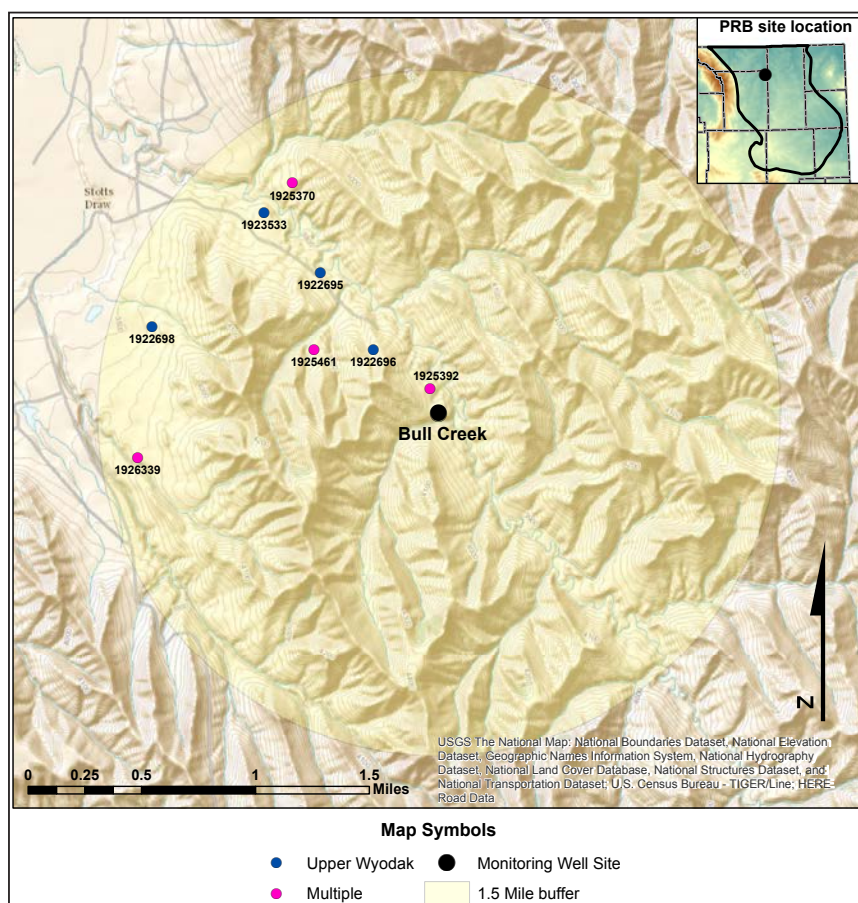 PRB site location
Stotts
Draw
1925370
1923533
1922695
1922698
1925461
1922696
1925392
Bull Creek
1926339
N
USGS The National Map: National Boundaries Dataset, National Elevation
Dataset, Geographic Names Information System, National Hydrography
Dataset, National Land Cover Database, National Structures Dataset, and
National Transportation Dataset; U.S. Census Bureau - TIGER/Line; HERE
Road Data
0 0.25 0.5 1 1.5
Miles
Map Symbols
Upper Wyodak Monitoring Well Site
Multiple 1.5 Mile buffer